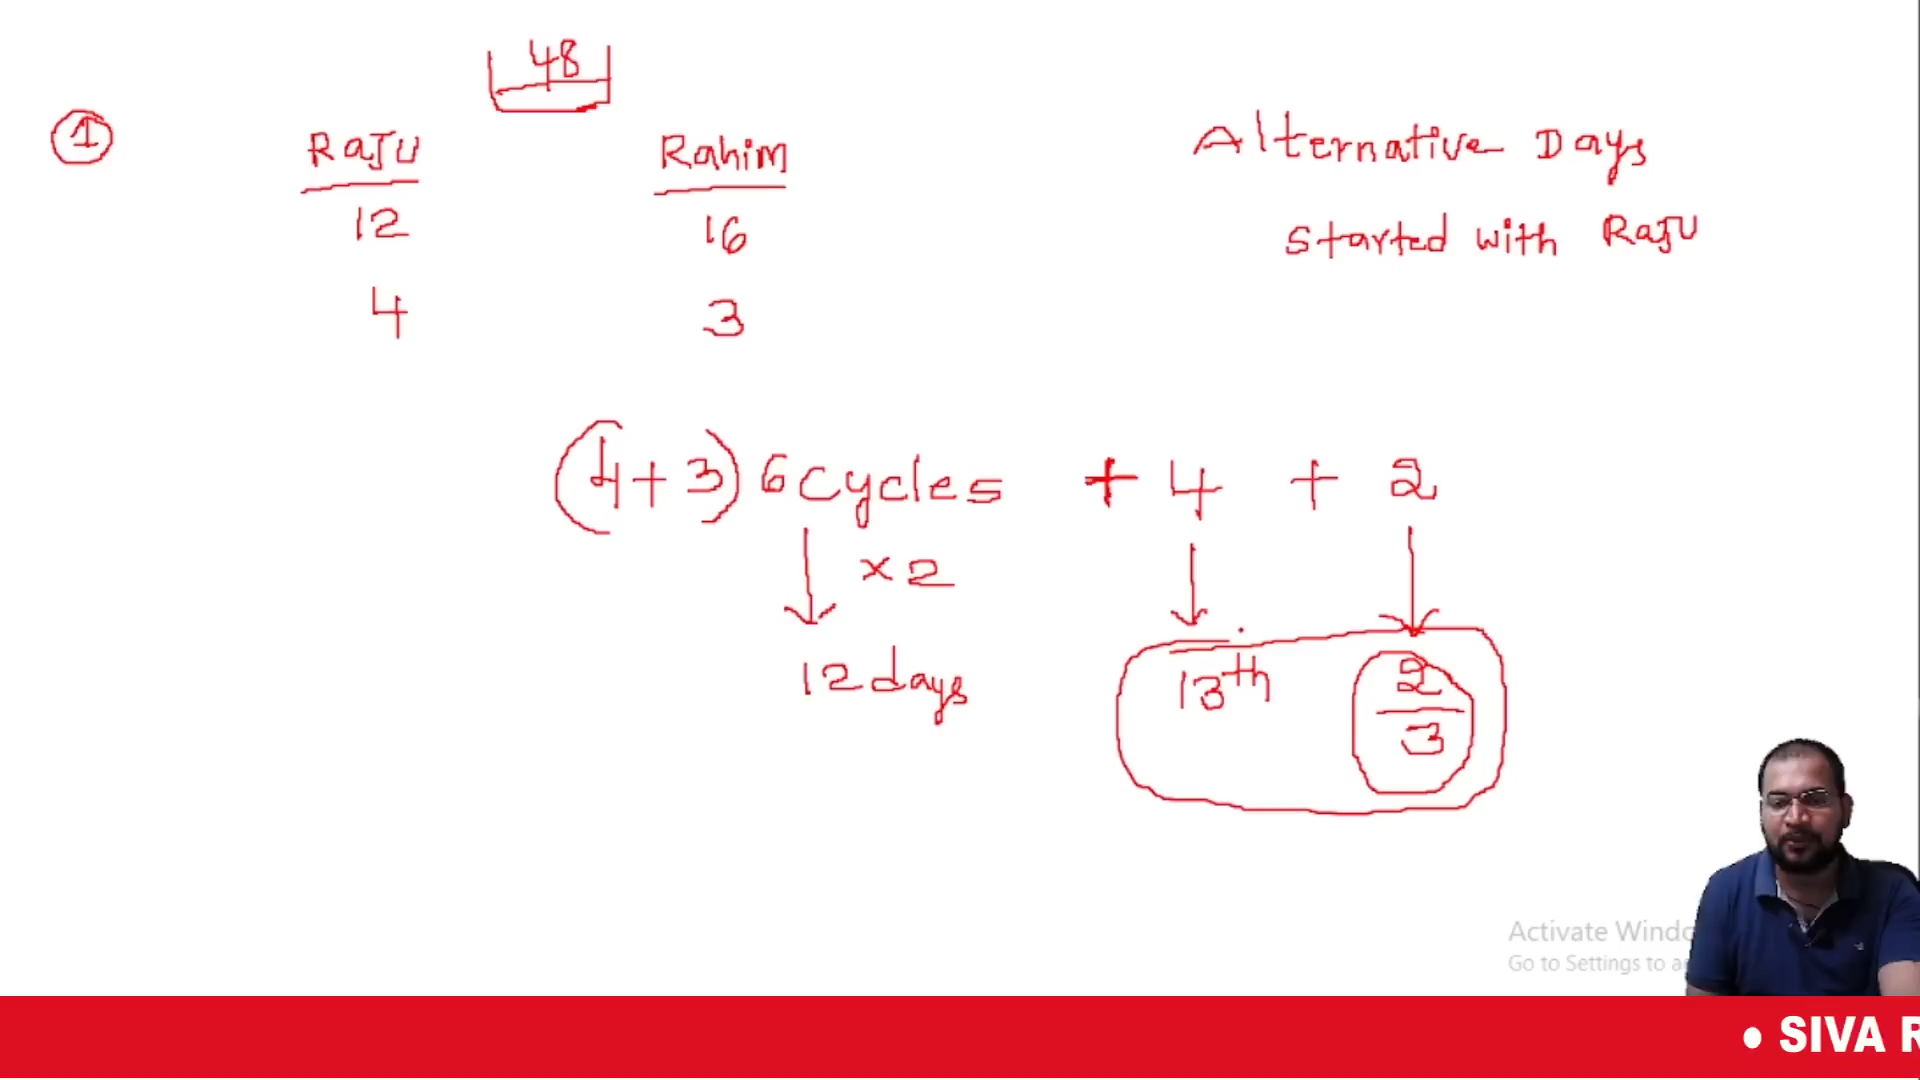 48
1
RaJU Rahim
12 16
4 3
Alternative Days
started with RaJU
(4+3) 6 cycles + 4 + 2
×2
12 days 13th 2/3
Activate Windo
Go to Settings to a
• SIVA R